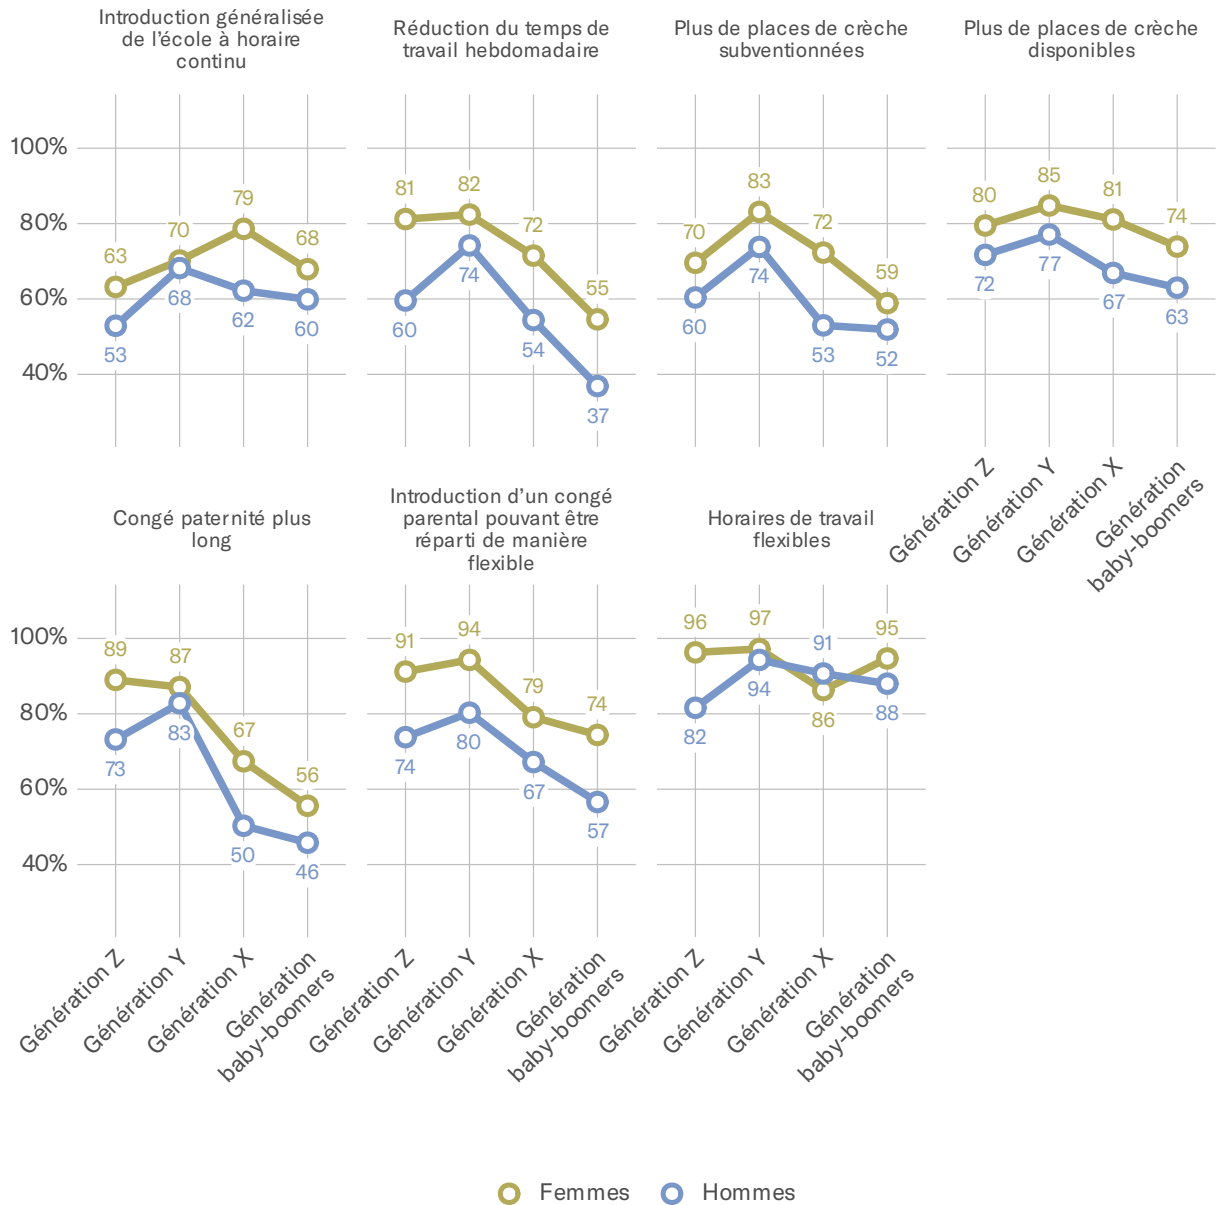 Introduction généralisée
de l'école à horaire
continu
Réduction du temps de
travail hebdomadaire
Plus de places de crèche
subventionnées
Plus de places de crèche
disponibles
100%
80%
60%
40%
63
70
79
68
53
68
62
60
81
82
72
55
60
74
54
37
70
83
72
59
60
74
53
52
80
85
81
74
72
77
67
63
Génération Z
Génération Y
Génération X
Génération
baby-boomers
Congé paternité plus
long
Introduction d'un congé
parental pouvant être
réparti de manière
flexible
Horaires de travail
flexibles
100%
80%
60%
40%
89
87
67
56
73
83
50
46
91
94
79
74
74
80
67
57
96
97
86
95
82
94
91
88
Génération Z
Génération Y
Génération X
Génération
baby-boomers
Génération Z
Génération Y
Génération X
Génération
baby-boomers
Génération Z
Génération Y
Génération X
Génération
baby-boomers
Femmes
Hommes